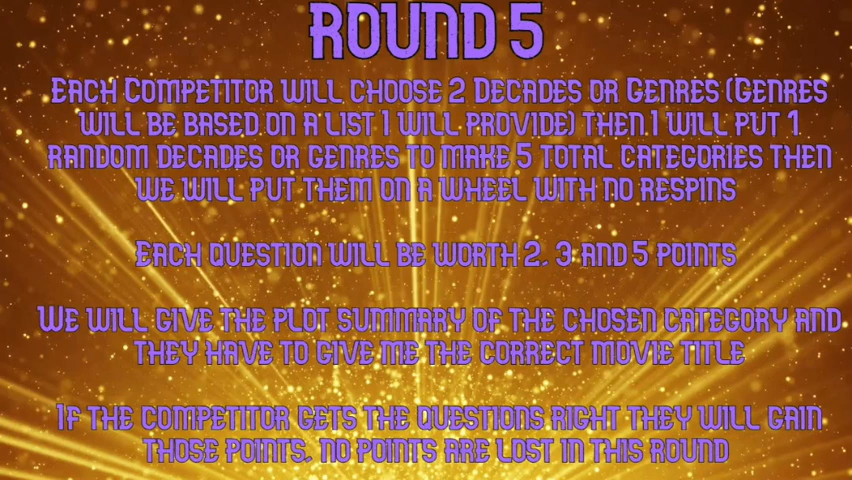 ROUND 5
EACH COMPETITOR WILL CHOOSE 2 DECADES OR GENRES (GENRES
WILL BE BASED ON A LIST I WILL PROVIDE) THEN I WILL PUT 1
RANDOM DECADES OR GENRES TO MAKE 5 TOTAL CATEGORIES THEN
WE WILL PUT THEM ON A WHEEL WITH NO RESPINS
EACH QUESTION WILL BE WORTH 2, 3 AND 5 POINTS
WE WILL GIVE THE PLOT SUMMARY OF THE CHOSEN CATEGORY AND
THEY HAVE TO GIVE ME THE CORRECT MOVIE TITLE
IF THE COMPETITOR GETS THE QUESTIONS RIGHT THEY WILL GAIN
THOSE POINTS. NO POINTS ARE LOST IN THIS ROUND